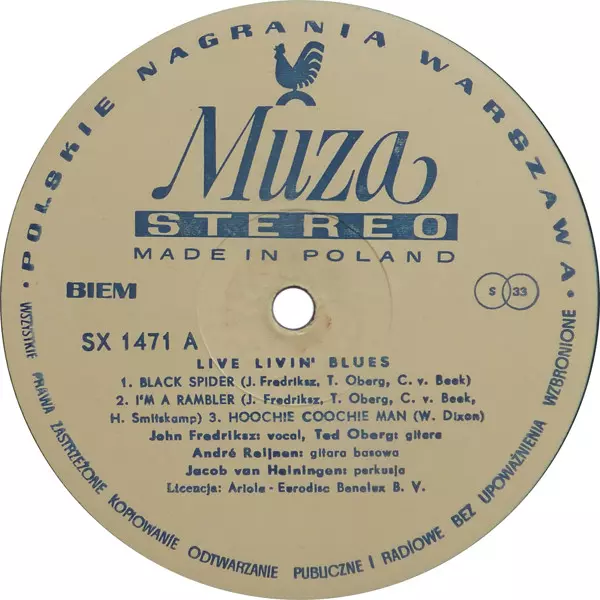 • POLSKIE NAGRANIA WARSZAWA •
Muza
STEREO
MADE IN POLAND
BIEM
S 33
SX 1471 A
LIVE LIVIN' BLUES
1. BLACK SPIDER (J. Fredriksz, T. Oberg, C. v. Beek)
2. I'M A RAMBLER (J. Fredriksz, T. Oberg, C. v. Beek,
H. Smitskamp) 3. HOOCHIE COOCHIE MAN (W. Dixon)
John Fredriksz: vocal, Ted Oberg: gitara
André Reijnen: gitara basowa
Jacob van Heiningen: perkusja
Licencja: Ariola - Eurodisc Benelux B. V.
WSZYSTKIE PRAWA ZASTRZEŻONE KOPIOWANIE ODTWARZANIE PUBLICZNE I RADIOWE BEZ UPOWAŻNIENIA WZBRONIONE